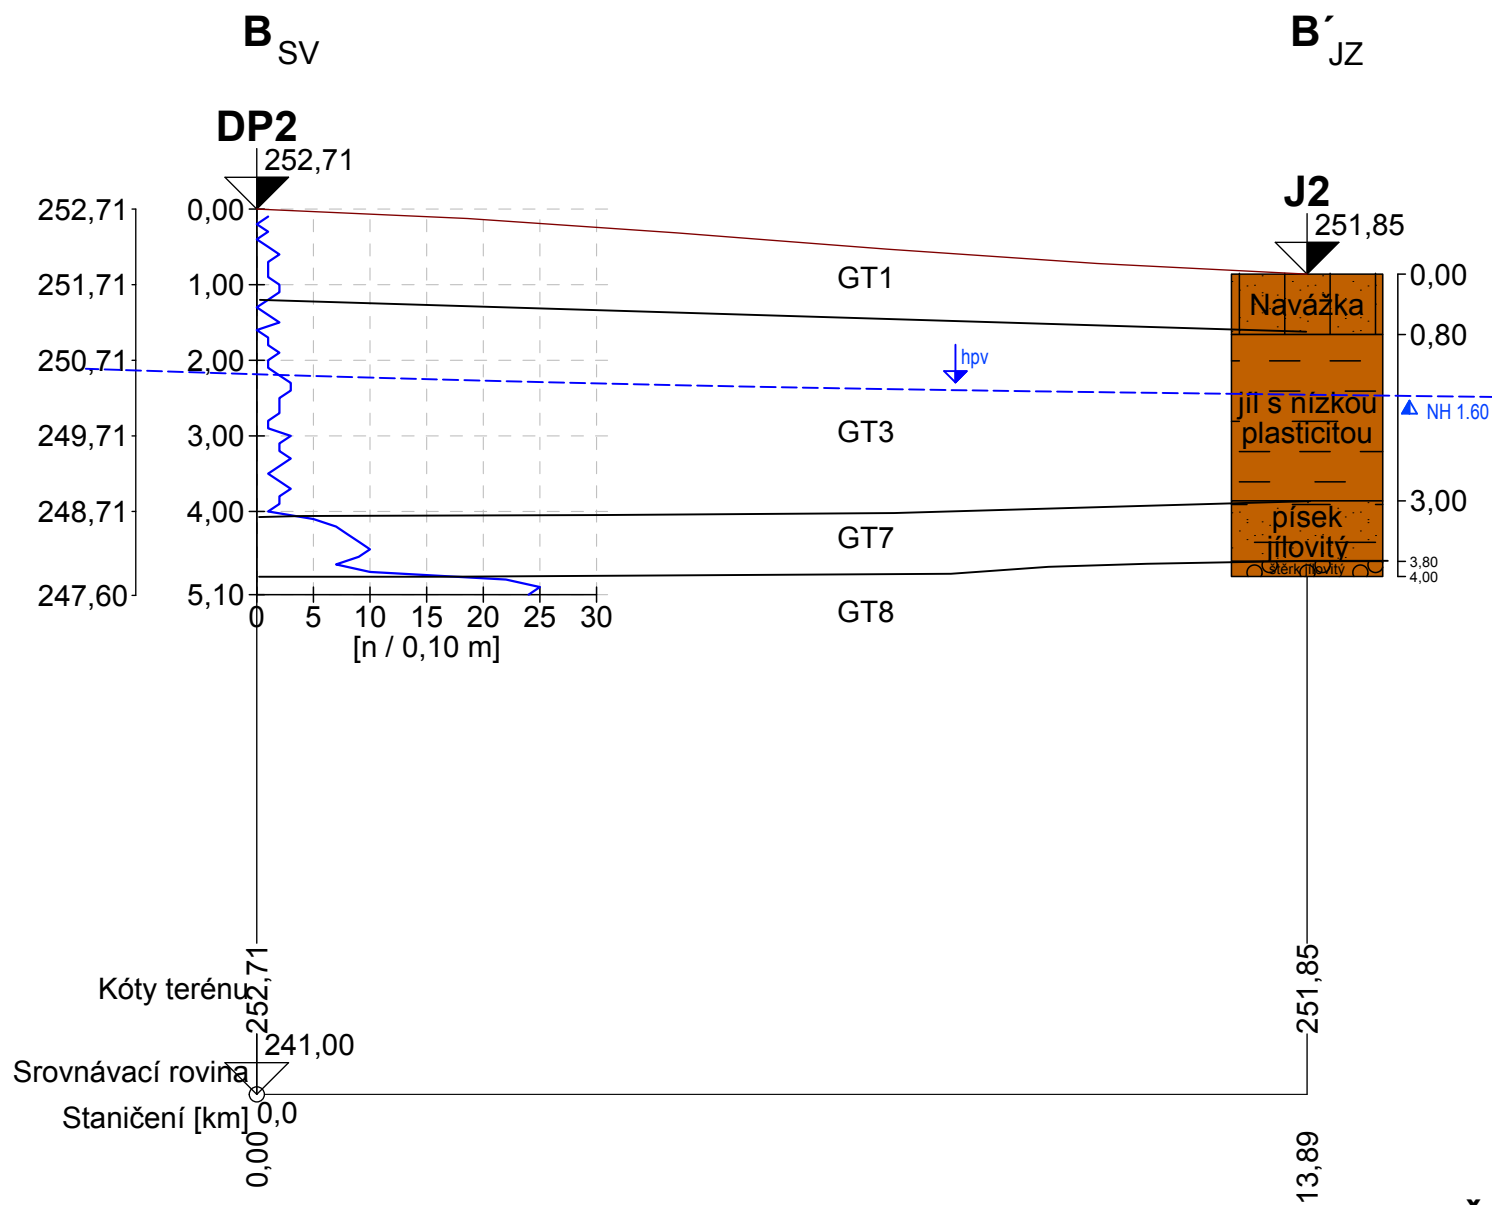 B SV
B´ JZ
DP2
252,71
J2
251,85
252,71
251,71
250,71
249,71
248,71
247,60
0,00
1,00
2,00
3,00
4,00
5,10
0 5 10 15 20 25 30
[n / 0,10 m]
GT1
GT3
GT7
GT8
hpv
Navážka
jíl s nízkou
plasticitou
písek
jílovitý
štěrk jílovitý
0,00
0,80
NH 1.60
3,00
3,80
4,00
Kóty terénu
252,71
251,85
241,00
Srovnávací rovina
Staničení [km]
0,0
0,00
13,89